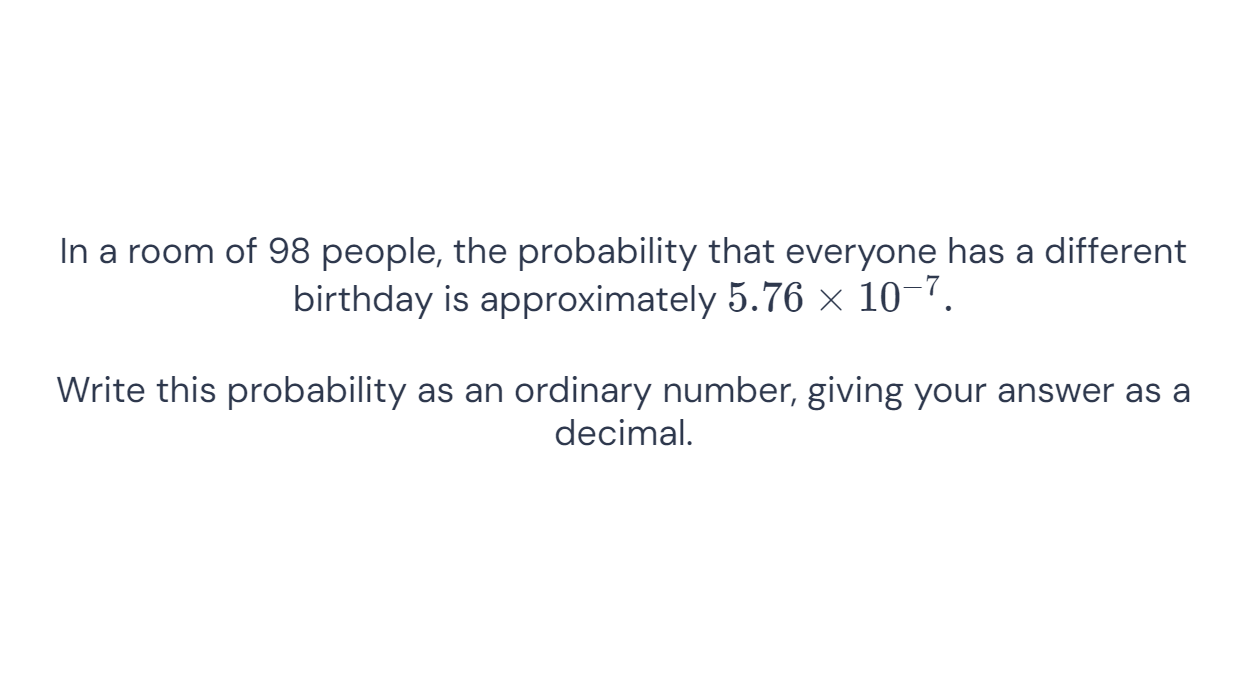 In a room of 98 people, the probability that everyone has a different
birthday is approximately 5.76 × 10⁻⁷.
Write this probability as an ordinary number, giving your answer as a
decimal.